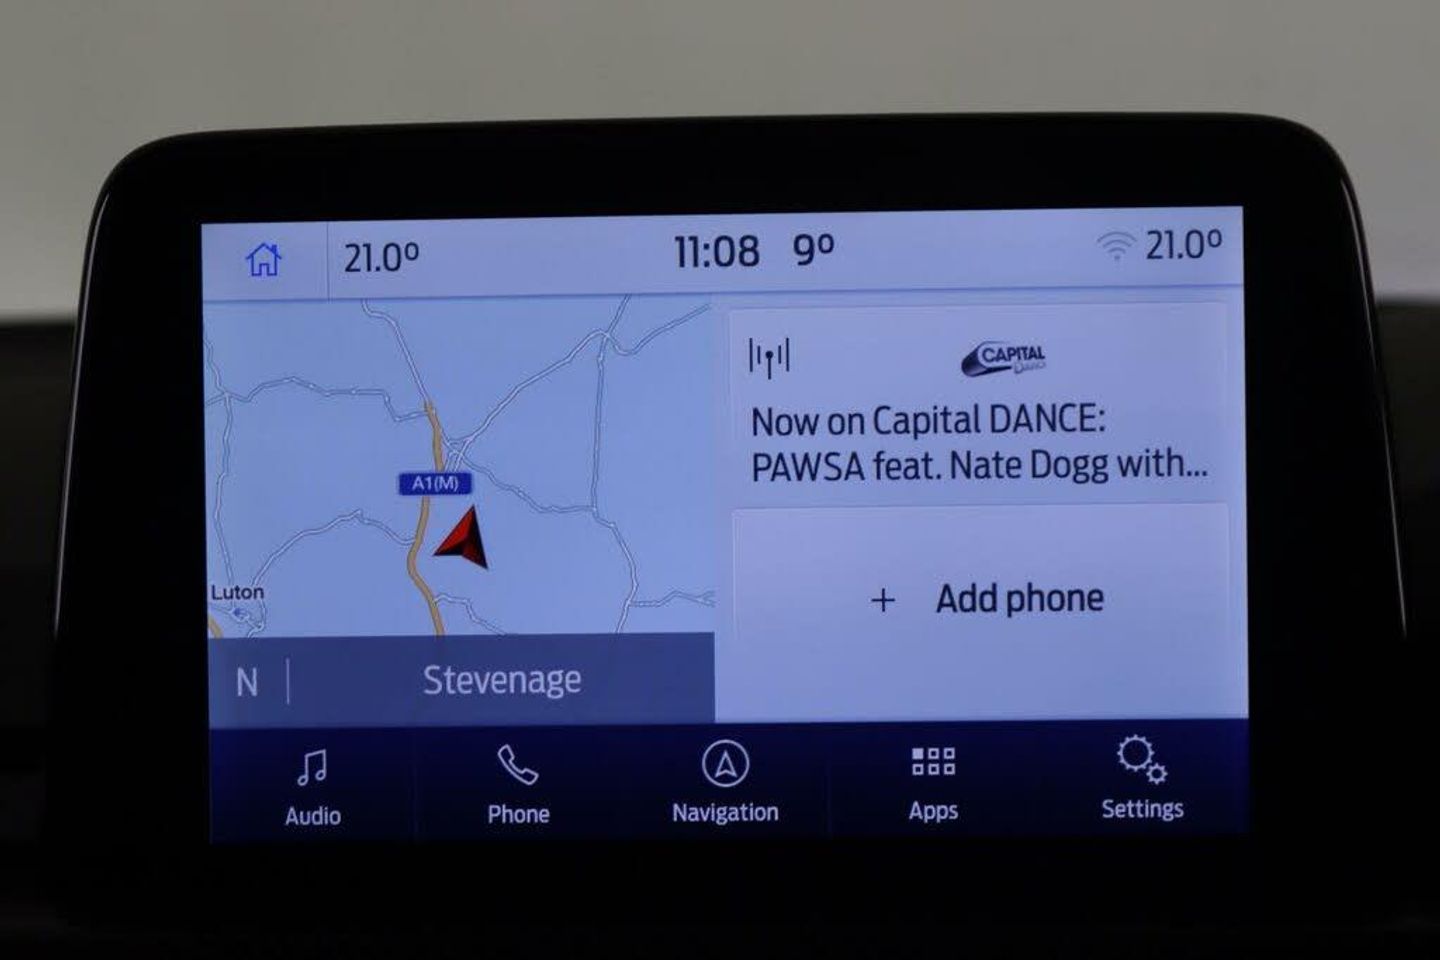 21.0°
11:08 9°
21.0°
A1(M)
Luton
N
Stevenage
CAPITAL
DANCE
Now on Capital DANCE:
PAWSA feat. Nate Dogg with...
+ Add phone
Audio
Phone
Navigation
Apps
Settings